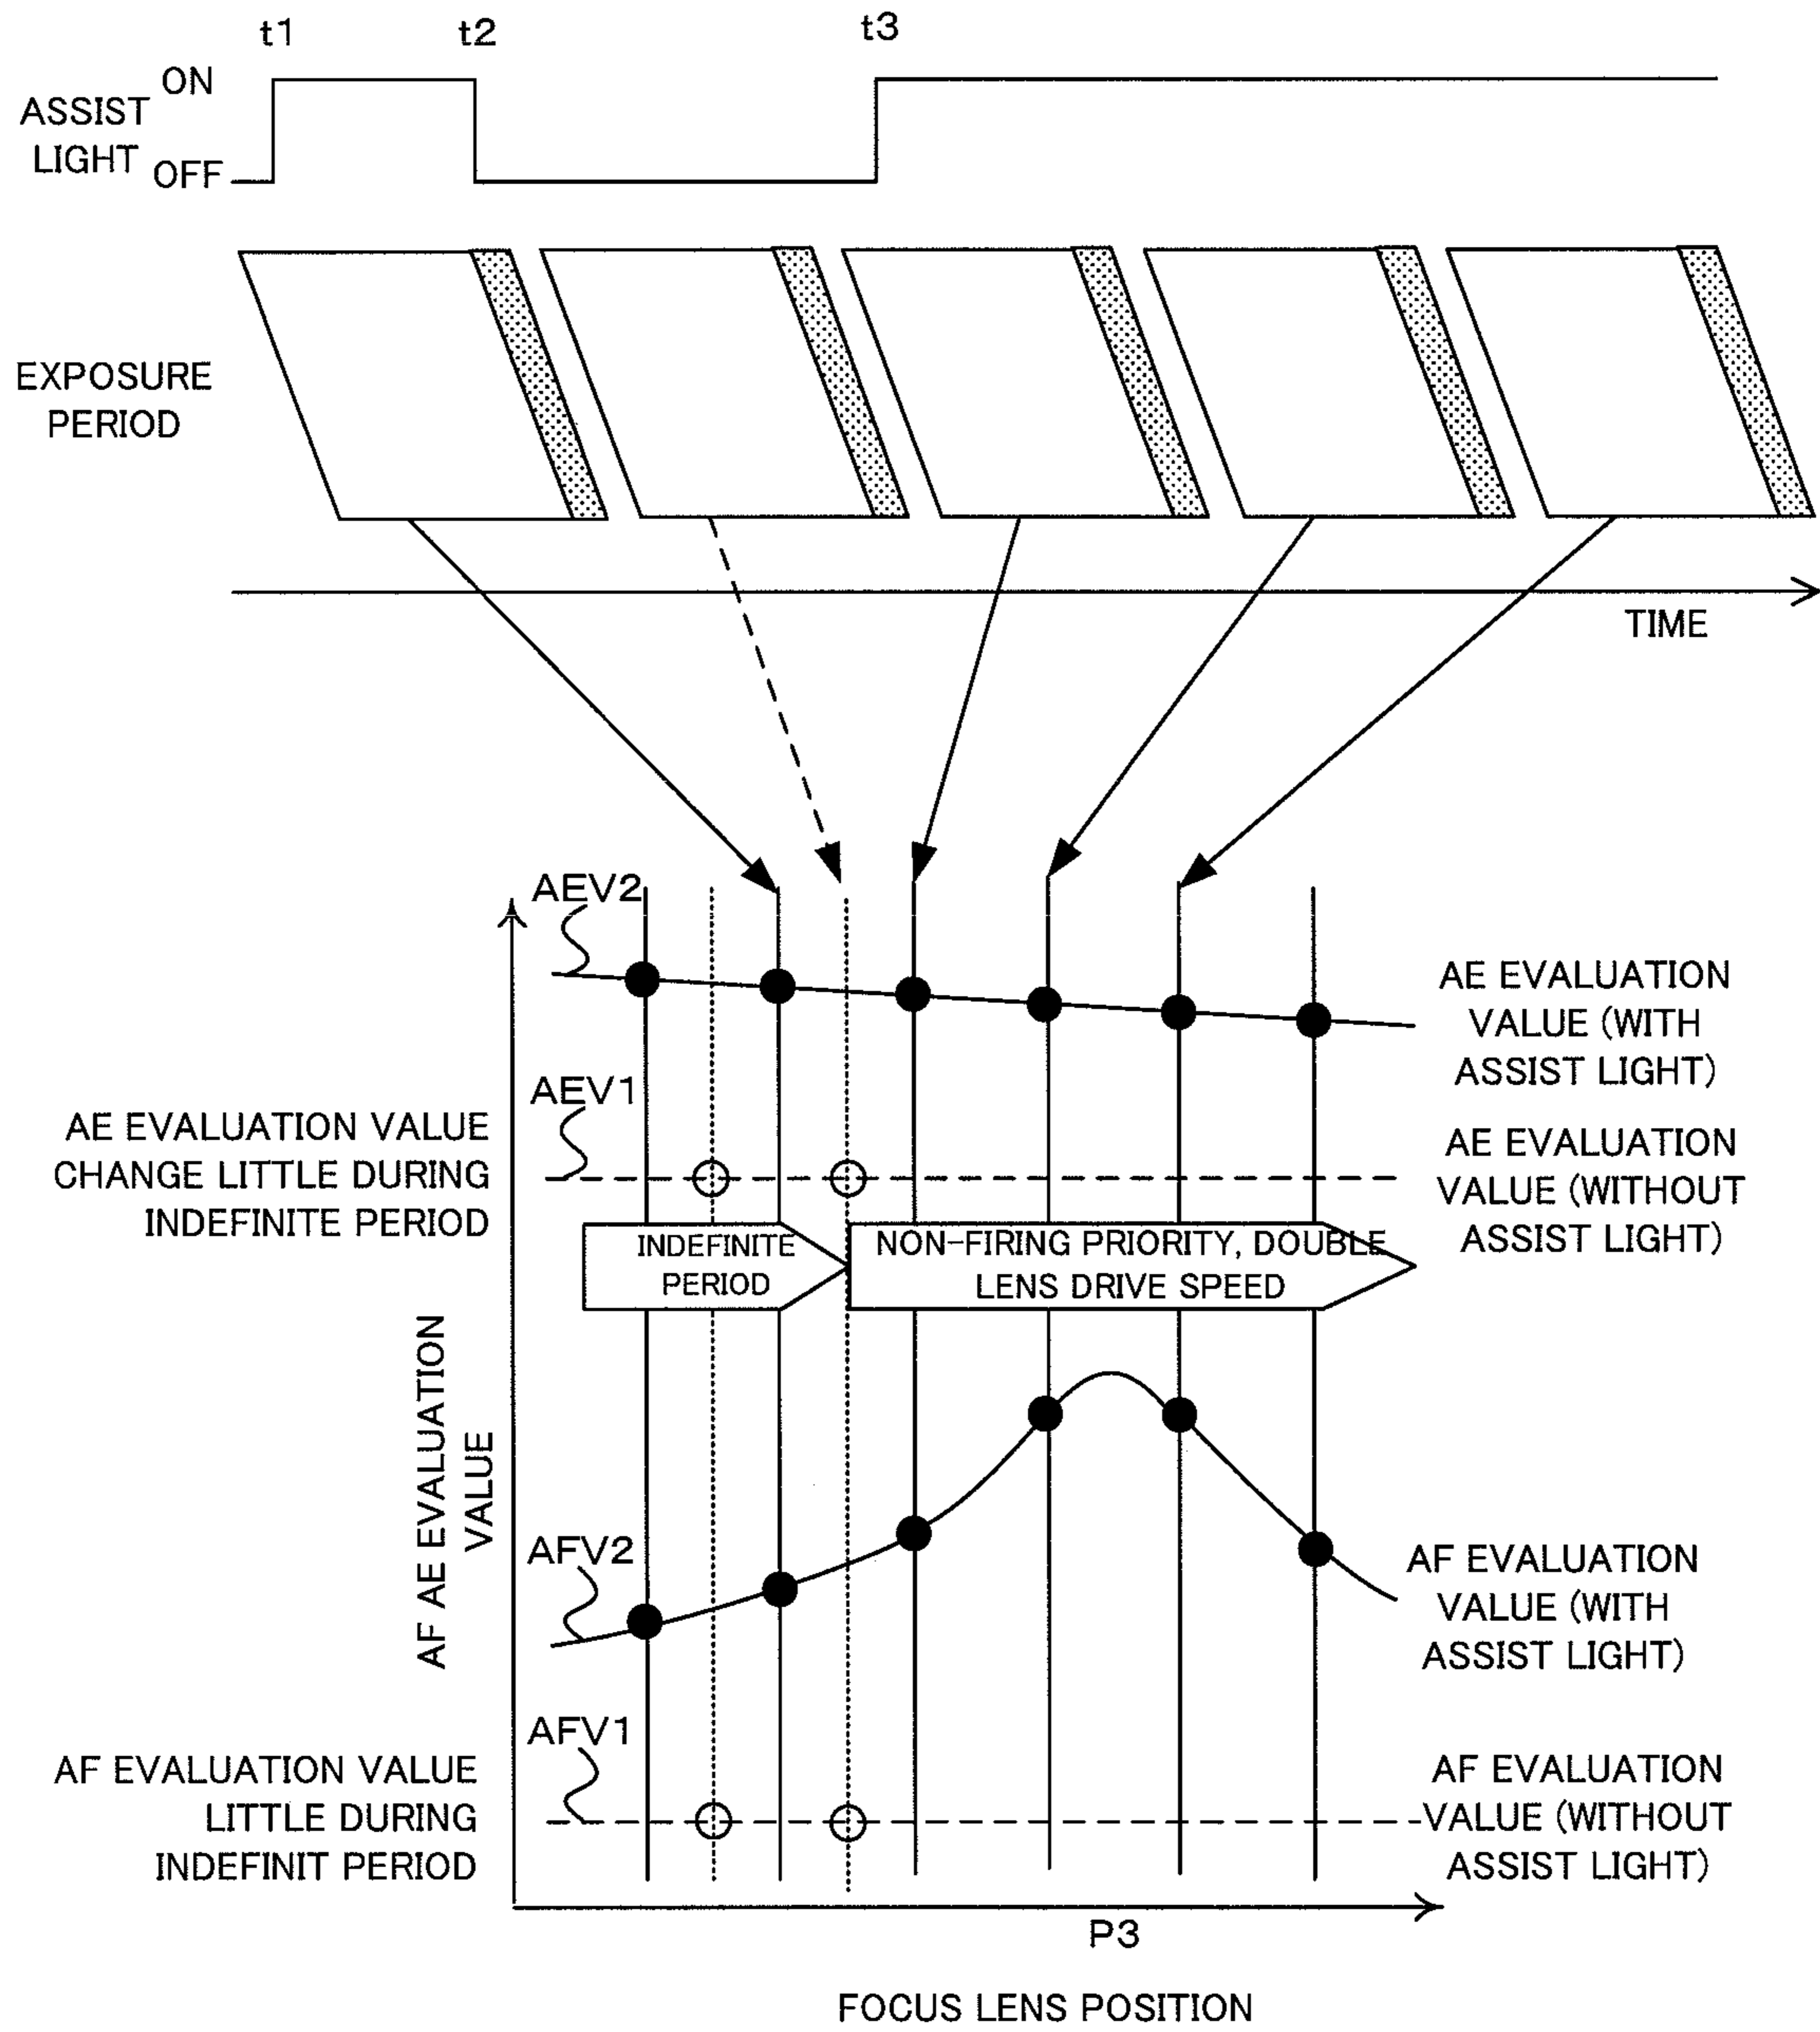 t1
t2
t3
ON
ASSIST
LIGHT
OFF
EXPOSURE
PERIOD
TIME
AEV2
AE EVALUATION
VALUE (WITH
ASSIST LIGHT)
AEV1
AE EVALUATION VALUE
CHANGE LITTLE DURING
INDEFINITE PERIOD
AE EVALUATION
VALUE (WITHOUT
ASSIST LIGHT)
INDEFINITE
PERIOD
NON-FIRING PRIORITY, DOUBLE
LENS DRIVE SPEED
AF AE EVALUATION
VALUE
AFV2
AF EVALUATION
VALUE (WITH
ASSIST LIGHT)
AFV1
AF EVALUATION VALUE
LITTLE DURING
INDEFINIT PERIOD
AF EVALUATION
VALUE (WITHOUT
ASSIST LIGHT)
P3
FOCUS LENS POSITION